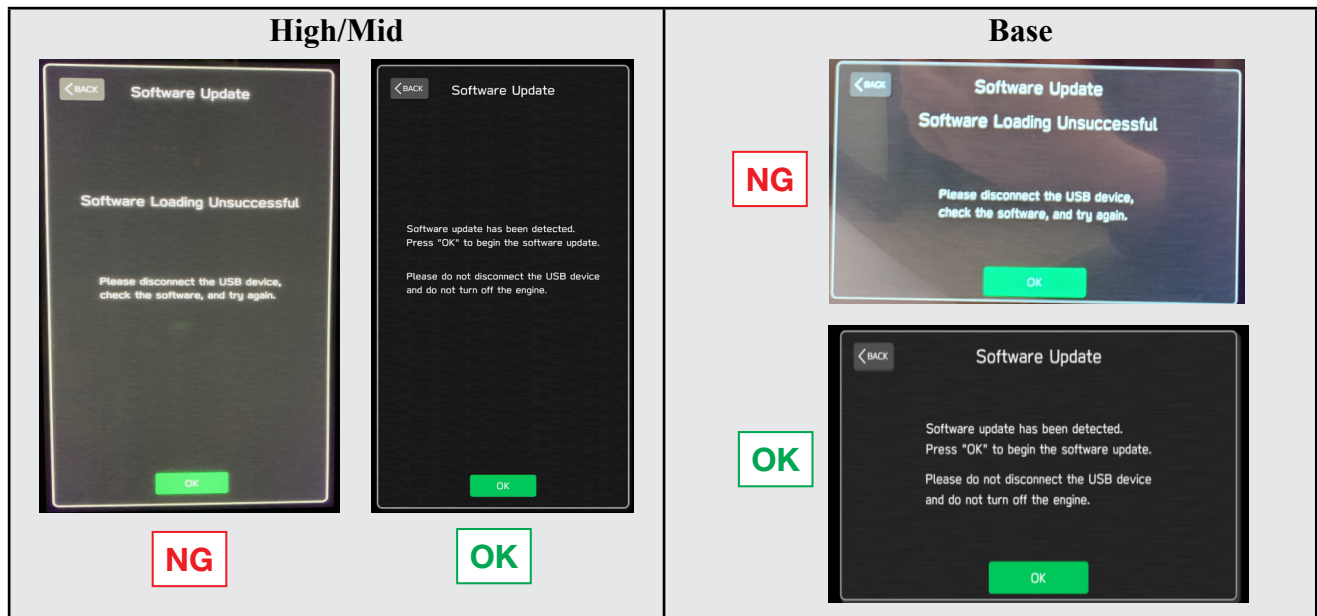 High/Mid
BACK
Software Update
Software Loading Unsuccessful
Please disconnect the USB device,
check the software, and try again.
OK
NG
BACK
Software Update
Software update has been detected.
Press "OK" to begin the software update.
Please do not disconnect the USB device
and do not turn off the engine.
OK
OK
Base
NG
BACK
Software Update
Software Loading Unsuccessful
Please disconnect the USB device,
check the software, and try again.
OK
OK
BACK
Software Update
Software update has been detected.
Press "OK" to begin the software update.
Please do not disconnect the USB device
and do not turn off the engine.
OK